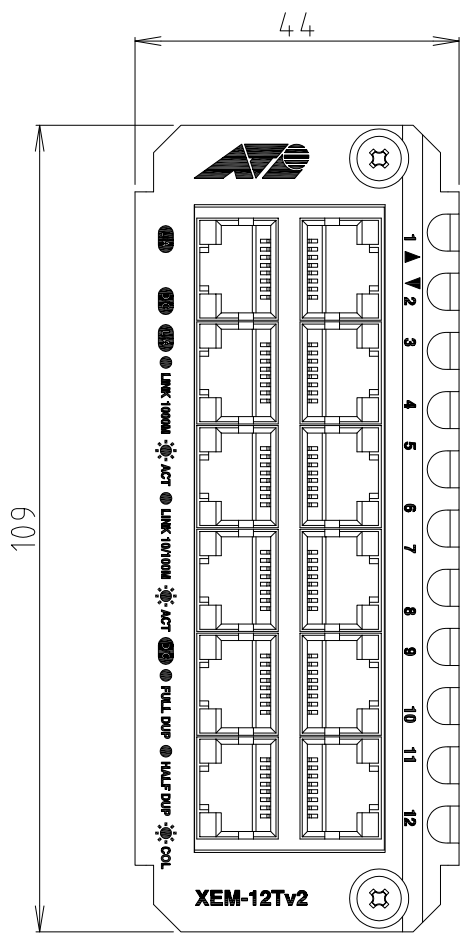 44
109
1
2
3
4
5
6
7
8
9
10
11
12
LINK 1000M
ACT
LINK 10/100M
ACT
FULL DUP
HALF DUP
COL
XEM-12Tv2